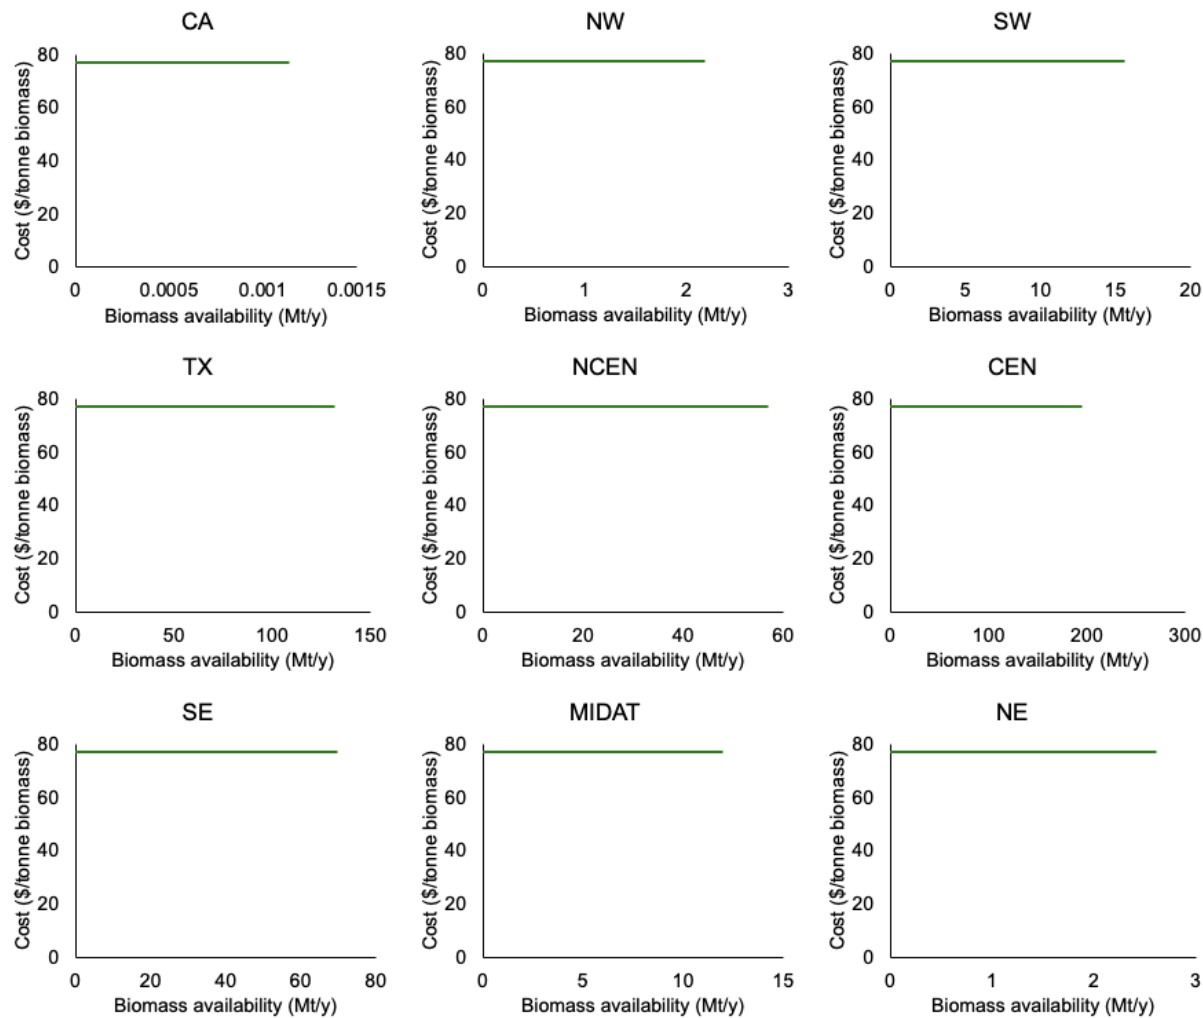 CA
Cost ($/tonne biomass)
80
60
40
20
0
0 0.0005 0.001 0.0015
Biomass availability (Mt/y)
NW
Cost ($/tonne biomass)
80
60
40
20
0
0 1 2 3
Biomass availability (Mt/y)
SW
Cost ($/tonne biomass)
80
60
40
20
0
0 5 10 15 20
Biomass availability (Mt/y)
TX
Cost ($/tonne biomass)
80
60
40
20
0
0 50 100 150
Biomass availability (Mt/y)
NCEN
Cost ($/tonne biomass)
80
60
40
20
0
0 20 40 60
Biomass availability (Mt/y)
CEN
Cost ($/tonne biomass)
80
60
40
20
0
0 100 200 300
Biomass availability (Mt/y)
SE
Cost ($/tonne biomass)
80
60
40
20
0
0 20 40 60 80
Biomass availability (Mt/y)
MIDAT
Cost ($/tonne biomass)
80
60
40
20
0
0 5 10 15
Biomass availability (Mt/y)
NE
Cost ($/tonne biomass)
80
60
40
20
0
0 1 2 3
Biomass availability (Mt/y)